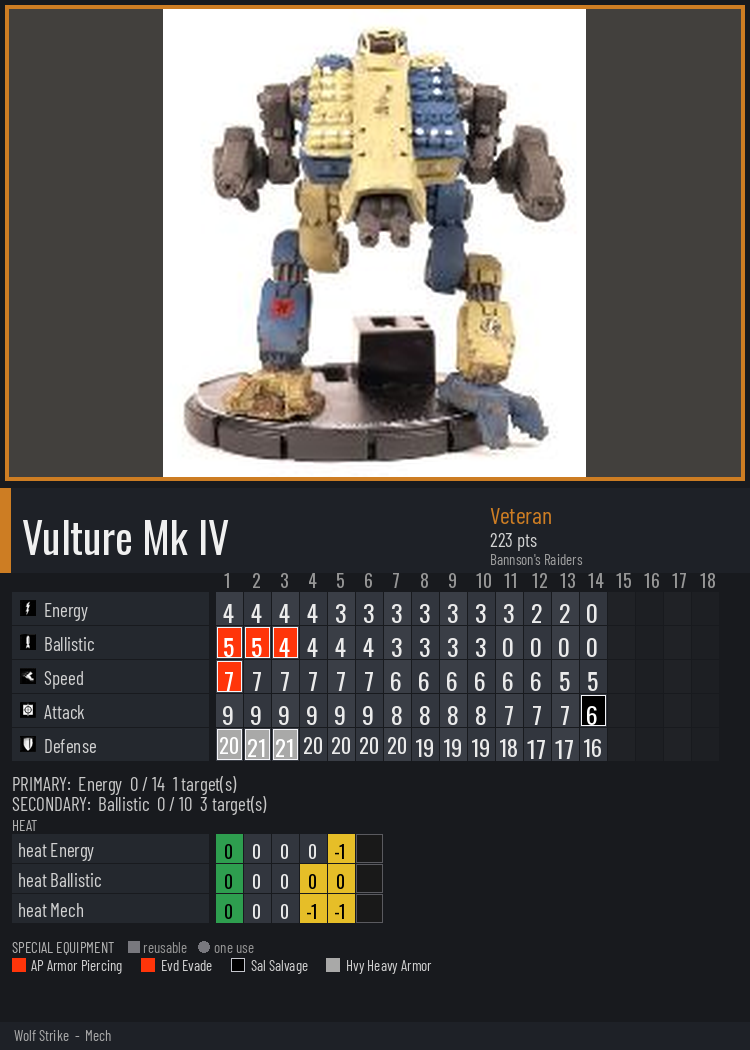 Vulture Mk IV
Veteran
223 pts
Bannson's Raiders
1 2 3 4 5 6 7 8 9 10 11 12 13 14 15 16 17 18
Energy 4 4 4 4 3 3 3 3 3 3 3 2 2 0
Ballistic 5 5 4 4 4 4 3 3 3 3 0 0 0 0
Speed 7 7 7 7 7 7 6 6 6 6 6 6 5 5
Attack 9 9 9 9 9 9 8 8 8 8 7 7 7 6
Defense 20 21 21 20 20 20 20 19 19 19 18 17 17 16
PRIMARY: Energy 0 / 14 1 target(s)
SECONDARY: Ballistic 0 / 10 3 target(s)
HEAT
heat Energy 0 0 0 0 -1
heat Ballistic 0 0 0 0 0
heat Mech 0 0 0 -1 -1
SPECIAL EQUIPMENT reusable one use
AP Armor Piercing Evd Evade Sal Salvage Hvy Heavy Armor
Wolf Strike - Mech